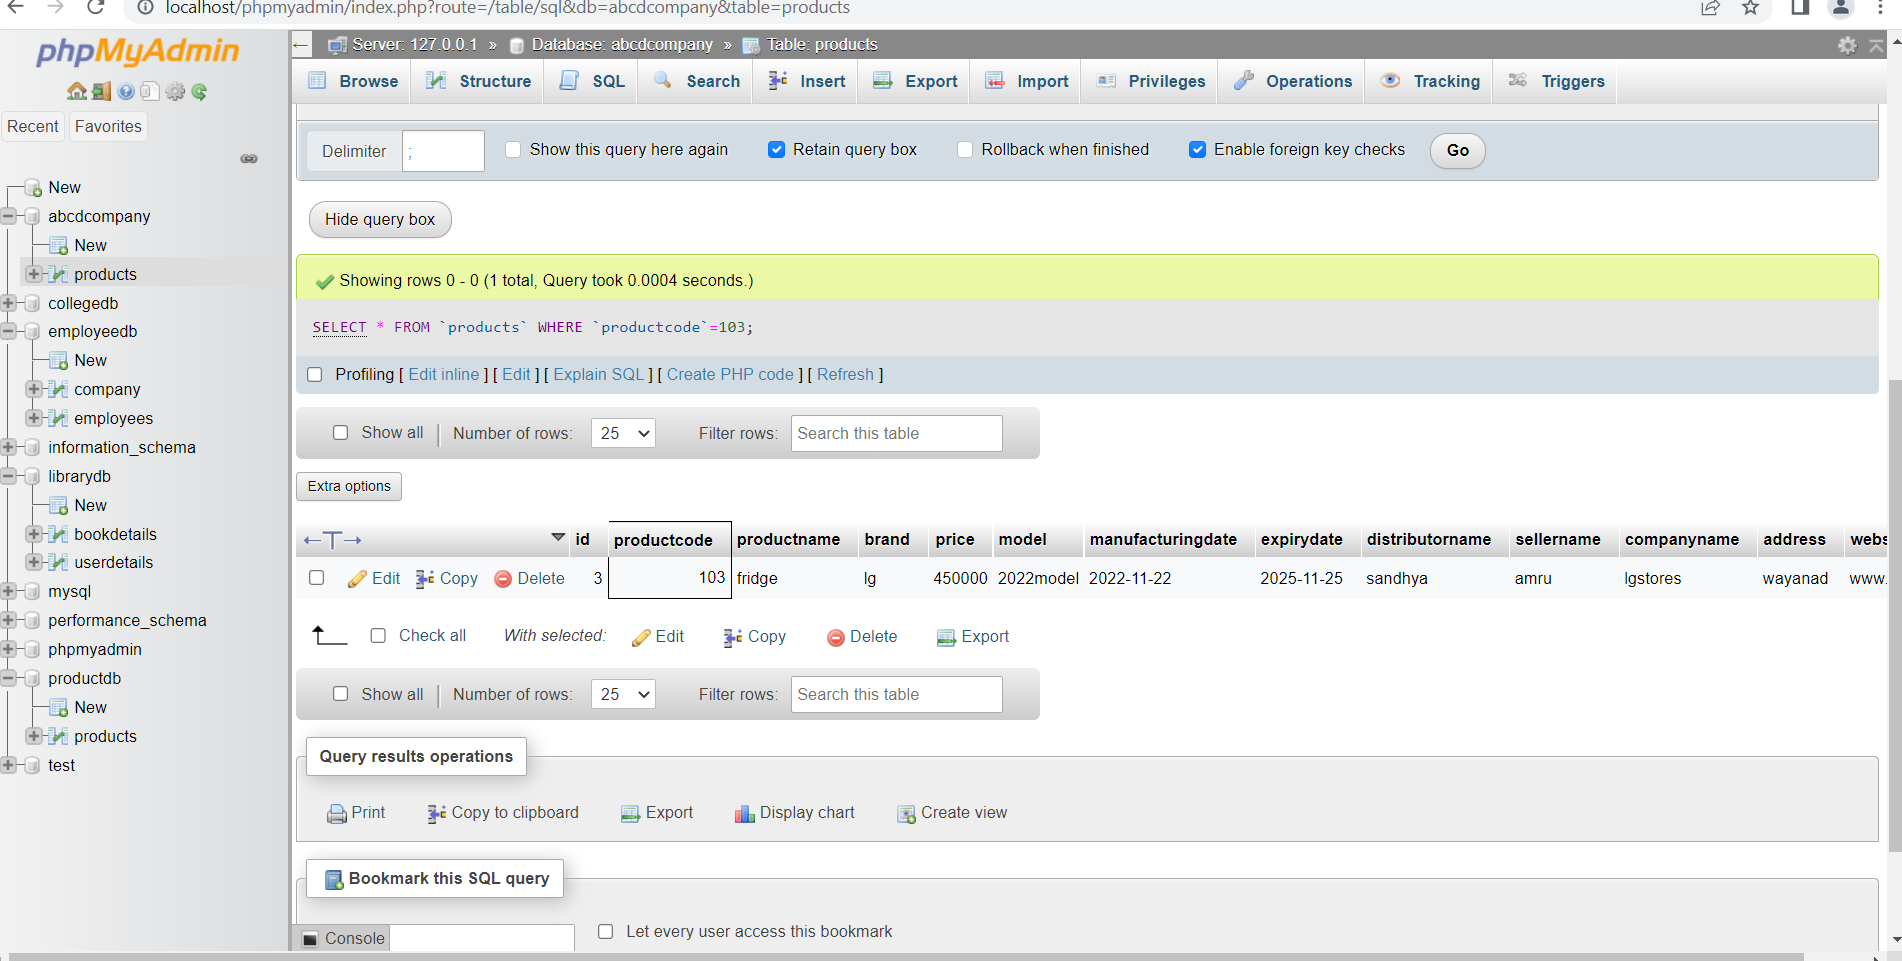 localhost/phpmyadmin/index.php?route=/table/sql&db=abcdcompany&table=products
phpMyAdmin
Recent Favorites
New
abcdcompany
New
products
collegedb
employeedb
New
company
employees
information_schema
librarydb
New
bookdetails
userdetails
mysql
performance_schema
phpmyadmin
productdb
New
products
test
Server: 127.0.0.1 » Database: abcdcompany » Table: products
Browse Structure SQL Search Insert Export Import Privileges Operations Tracking Triggers
Delimiter ; Show this query here again Retain query box Rollback when finished Enable foreign key checks Go
Hide query box
Showing rows 0 - 0 (1 total, Query took 0.0004 seconds.)
SELECT * FROM `products` WHERE `productcode`=103;
Profiling [ Edit inline ] [ Edit ] [ Explain SQL ] [ Create PHP code ] [ Refresh ]
Show all Number of rows: 25 Filter rows: Search this table
Extra options
←T→ id productcode productname brand price model manufacturingdate expirydate distributorname sellername companyname address webs
Edit Copy Delete 3 103 fridge lg 450000 2022model 2022-11-22 2025-11-25 sandhya amru lgstores wayanad www.
Check all With selected: Edit Copy Delete Export
Show all Number of rows: 25 Filter rows: Search this table
Query results operations
Print Copy to clipboard Export Display chart Create view
Bookmark this SQL query
Console Let every user access this bookmark